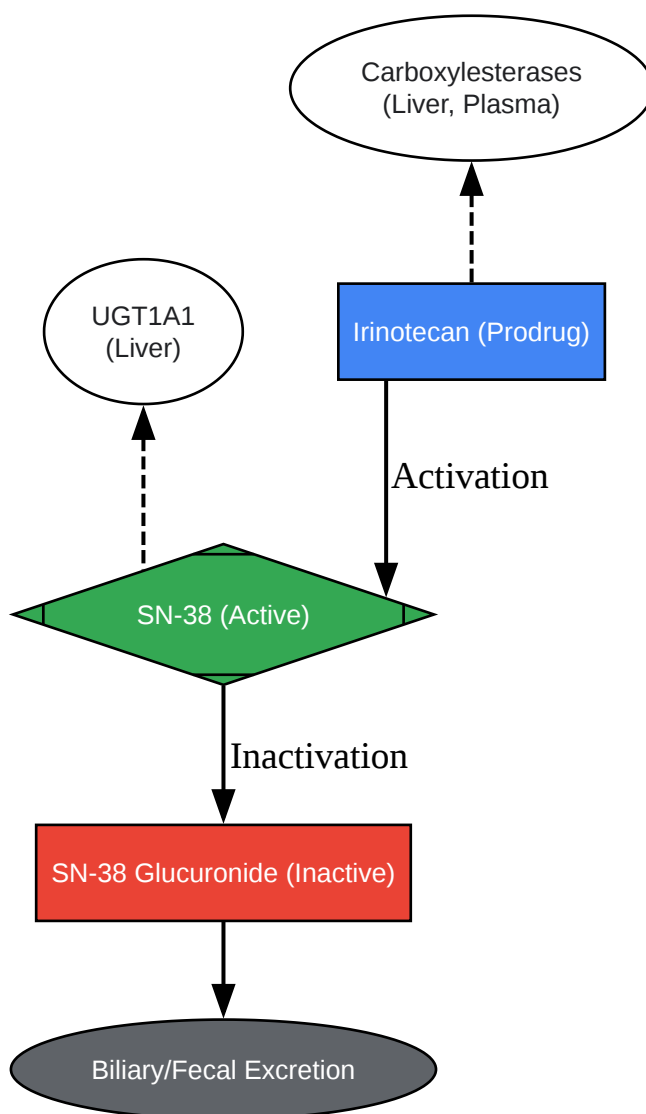 Carboxylesterases
(Liver, Plasma)
UGT1A1
(Liver)
Irinotecan (Prodrug)
Activation
SN-38 (Active)
Inactivation
SN-38 Glucuronide (Inactive)
Biliary/Fecal Excretion